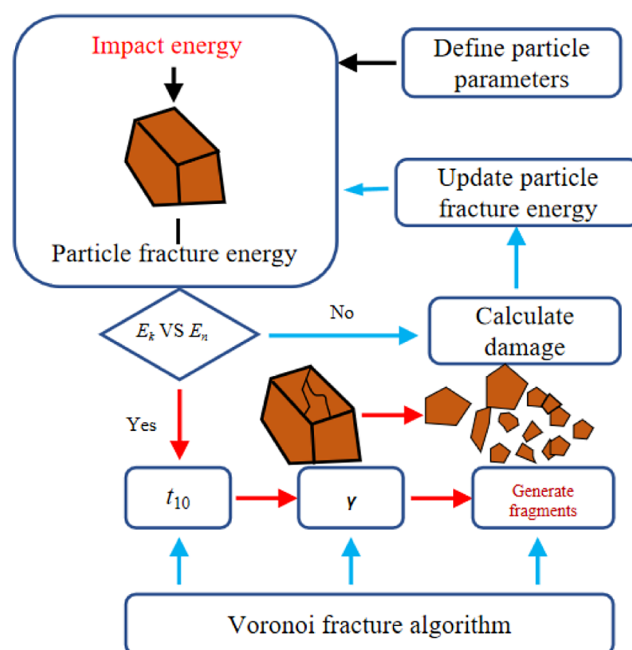 Impact energy
Define particle
parameters
Update particle
fracture energy
Particle fracture energy
Eₖ VS Eₙ
No
Calculate
damage
Yes
t₁₀
γ
Generate
fragments
Voronoi fracture algorithm